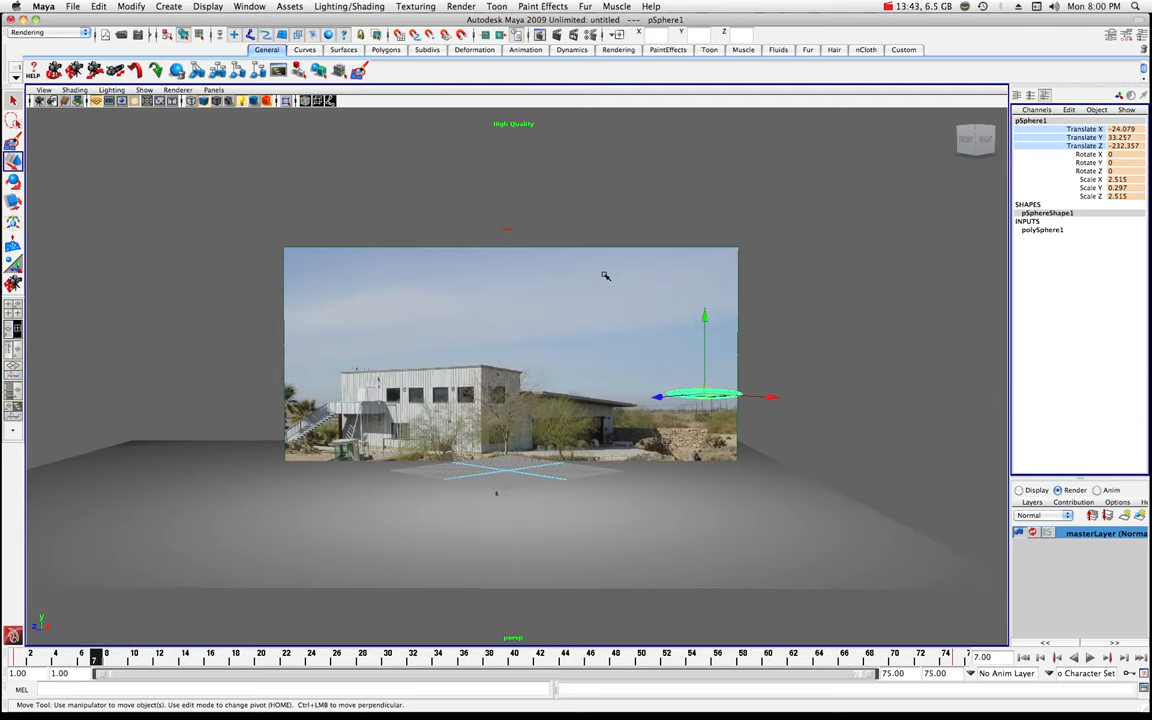 Maya File Edit Modify Create Display Window Assets Lighting/Shading Texturing Render Toon Paint Effects Fur Muscle Help 13:43, 6.5 GB Mon 8:00 PM
Autodesk Maya 2009 Unlimited: untitled --- pSphere1
Rendering X Y Z
General Curves Surfaces Polygons Subdivs Deformation Animation Dynamics Rendering PaintEffects Toon Muscle Fluids Fur Hair nCloth Custom
HELP
View Shading Lighting Show Renderer Panels
Channels Edit Object Show
High Quality
FRONT RIGHT
pSphere1
Translate X -24.079
Translate Y 33.257
Translate Z -232.357
Rotate X 0
Rotate Y 0
Rotate Z 0
Scale X 2.515
Scale Y 0.297
Scale Z 2.515
SHAPES
pSphereShape1
INPUTS
polySphere1
Display Render Anim
Layers Contribution Options H
Normal
masterLayer (Norma
y
z x
persp
<< >>
2 4 6 7 8 10 12 14 16 18 20 22 24 26 28 30 32 34 36 38 40 42 44 46 48 50 52 54 56 58 60 62 64 66 68 70 72 74 7.00
1.00 1.00 1 75 75.00 75.00 No Anim Layer o Character Set
MEL
Move Tool: Use manipulator to move object(s). Use edit mode to change pivot (HOME). Ctrl+LMB to move perpendicular.